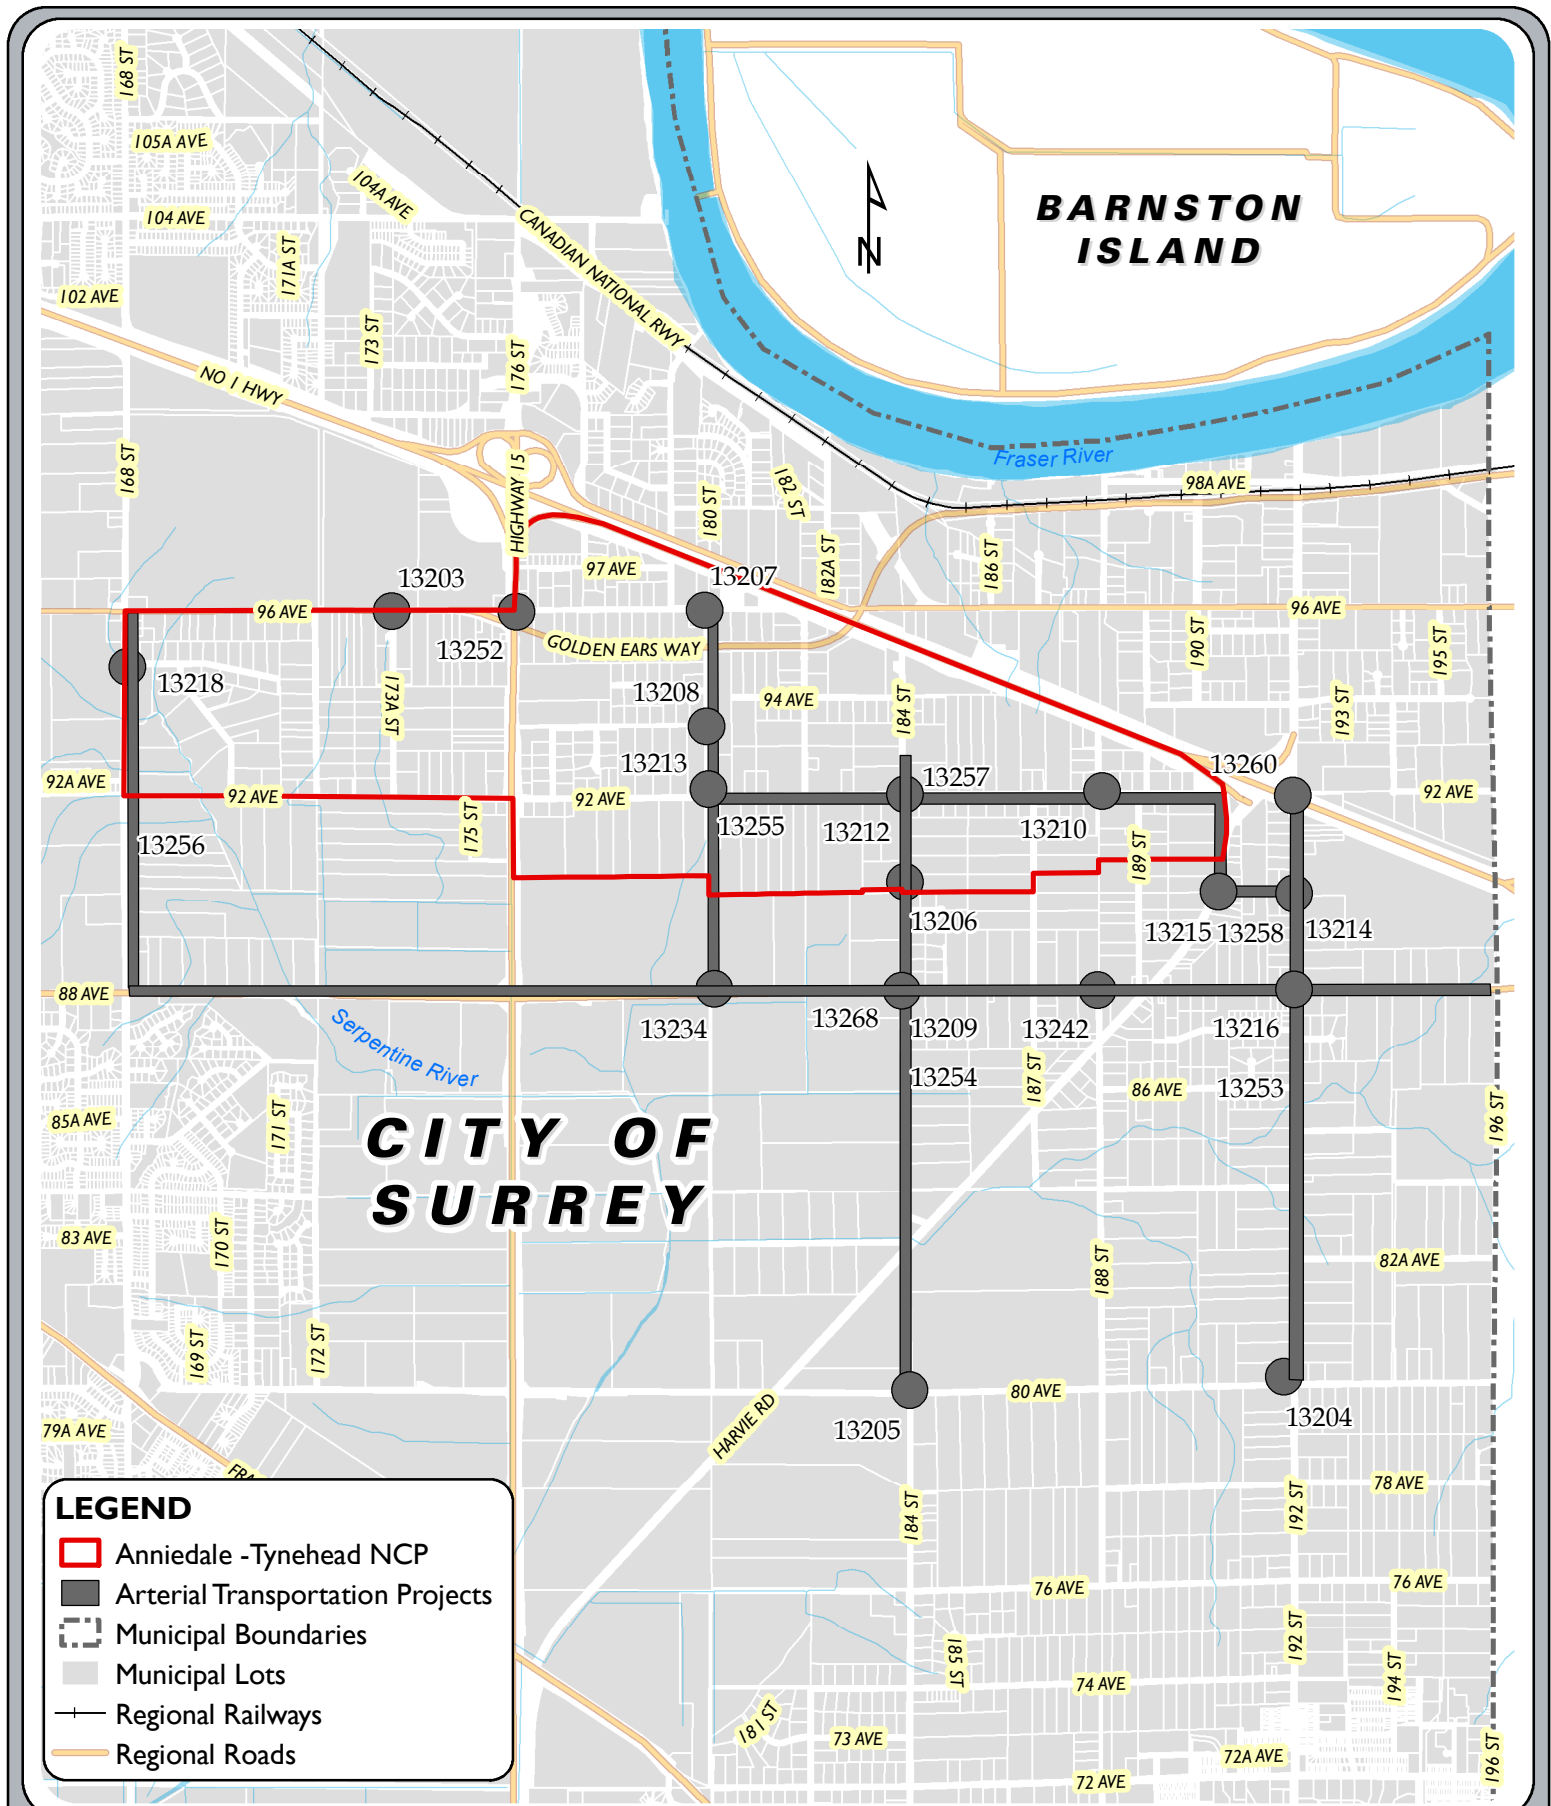 168 ST
105A AVE
104A AVE
104 AVE
171A ST
CANADIAN NATIONAL RWY
BARNSTON
ISLAND
N
102 AVE
173 ST
176 ST
NO 1 HWY
168 ST
HIGHWAY 15
180 ST
182 ST
182A ST
Fraser River
98A AVE
186 ST
97 AVE
13203
13207
96 AVE
96 AVE
13252
GOLDEN EARS WAY
190 ST
195 ST
13218
173A ST
13208
94 AVE
184 ST
193 ST
13213
13257
13260
92A AVE
92 AVE
175 ST
92 AVE
92 AVE
13255
13212
13210
189 ST
13256
13206
13215
13258
13214
88 AVE
13234
13268
13209
13242
13216
Serpentine River
13254
187 ST
86 AVE
13253
85A AVE
171 ST
196 ST
CITY OF
SURREY
83 AVE
170 ST
188 ST
82A AVE
169 ST
172 ST
80 AVE
HARVIE RD
13205
13204
79A AVE
FRA
78 AVE
184 ST
192 ST
LEGEND
Anniedale -Tynehead NCP
Arterial Transportation Projects
Municipal Boundaries
Municipal Lots
Regional Railways
Regional Roads
76 AVE
76 AVE
185 ST
192 ST
194 ST
74 AVE
181 ST
73 AVE
72A AVE
196 ST
72 AVE